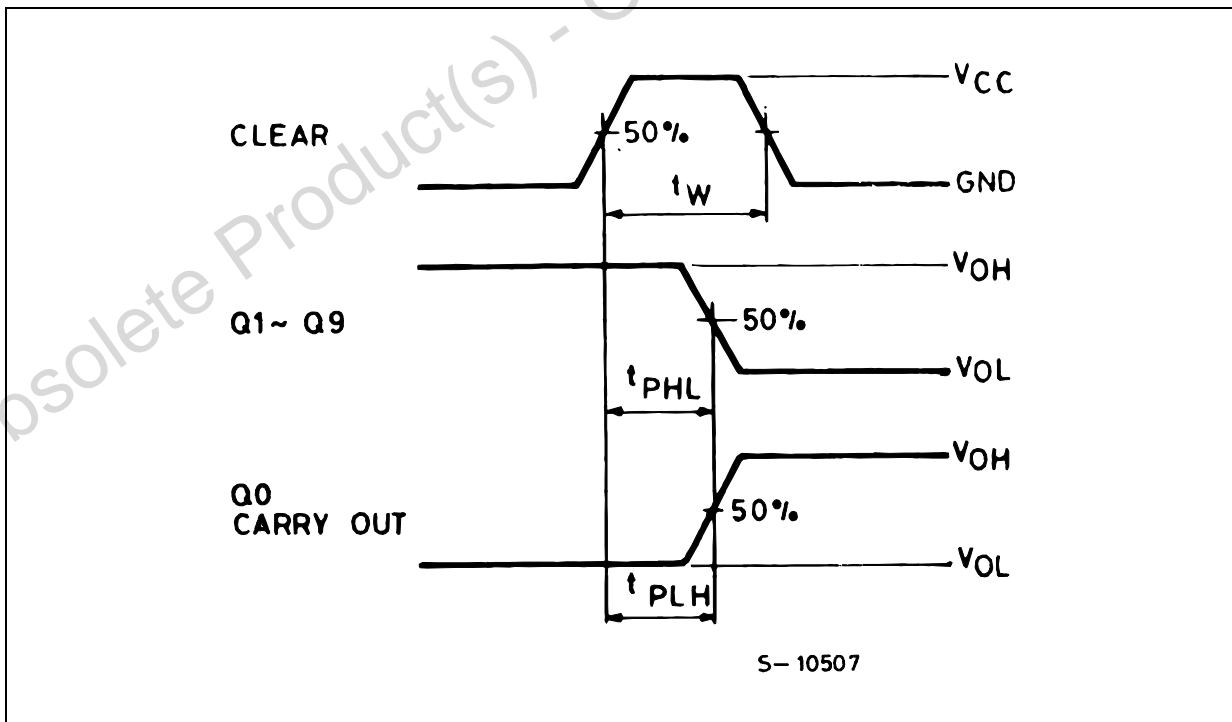 bsolete Product(s) -
VCC
CLEAR
50%
GND
tW
VOH
Q1~ Q9
50%
VOL
tPHL
VOH
Q0
50%
CARRY OUT
VOL
tPLH
S-10507